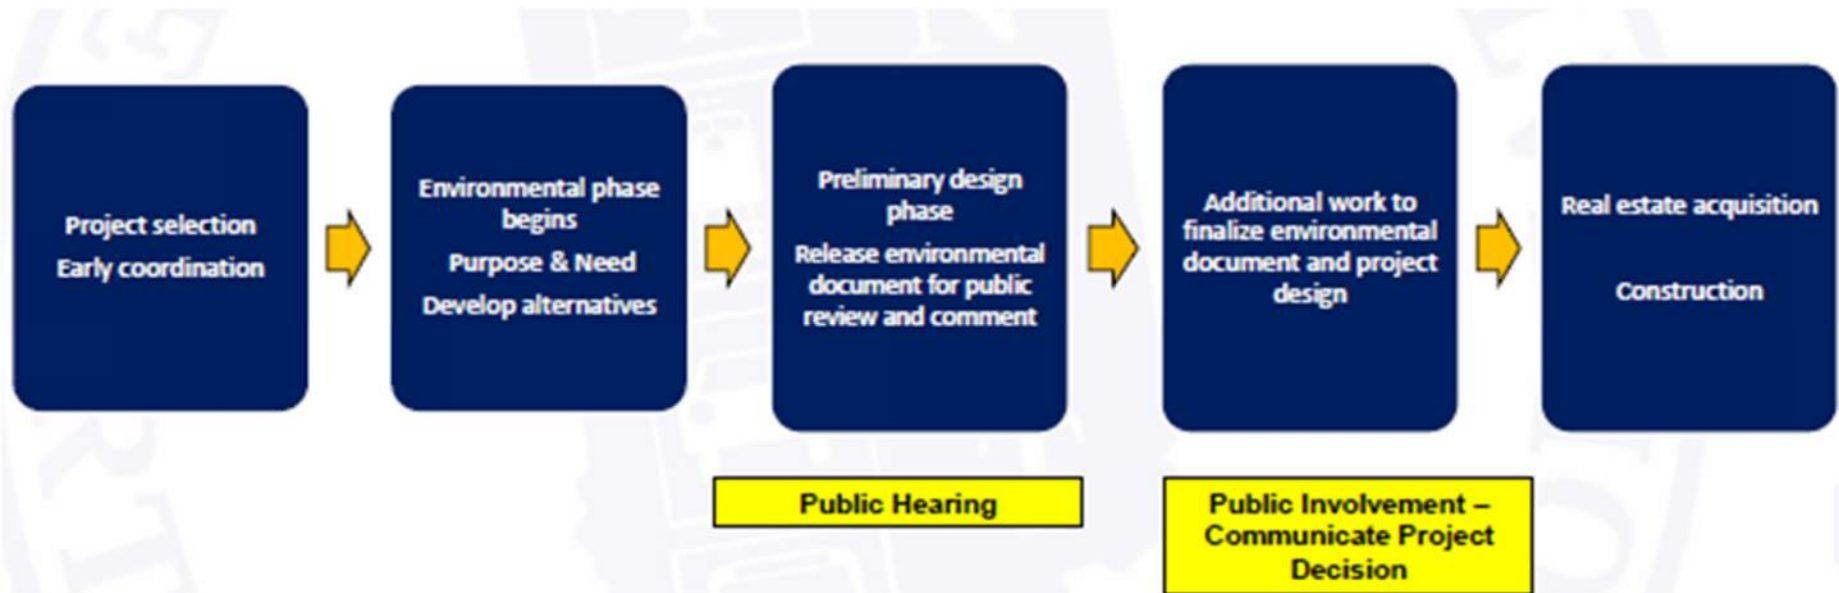 Project selection
Early coordination
Environmental phase
begins
Purpose & Need
Develop alternatives
Preliminary design
phase
Release environmental
document for public
review and comment
Additional work to
finalize environmental
document and project
design
Real estate acquisition
Construction
Public Hearing
Public Involvement –
Communicate Project
Decision